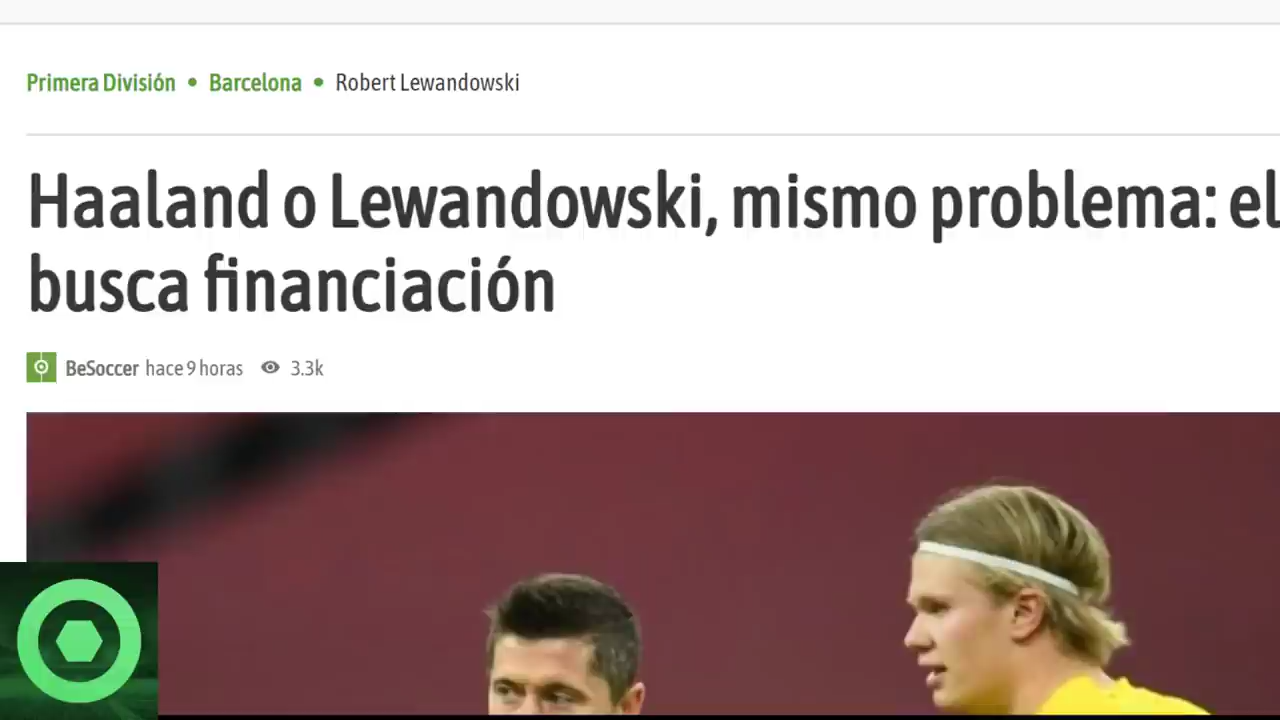 Primera División • Barcelona • Robert Lewandowski
Haaland o Lewandowski, mismo problema: el
busca financiación
BeSoccer hace 9 horas 3.3k